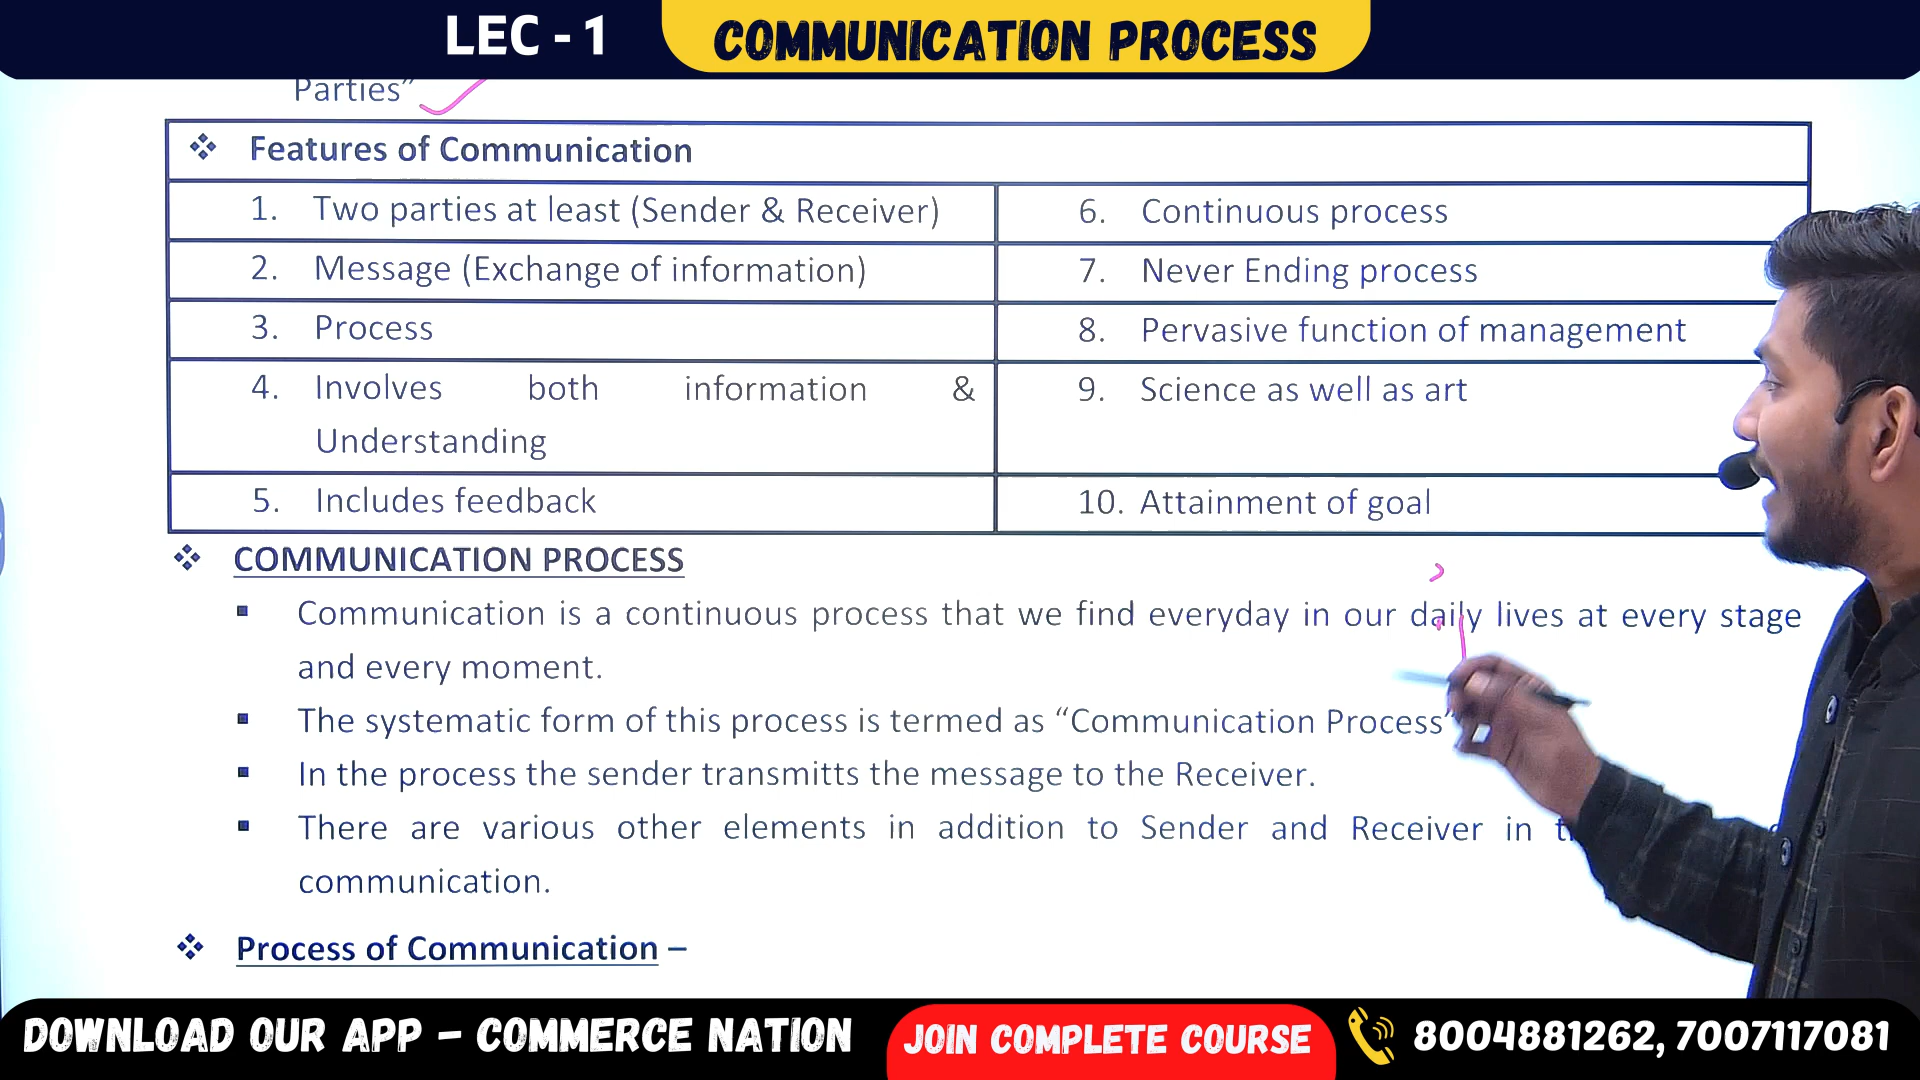 LEC - 1
COMMUNICATION PROCESS
Parties”
❖ Features of Communication
1. Two parties at least (Sender & Receiver)
6. Continuous process
2. Message (Exchange of information)
7. Never Ending process
3. Process
8. Pervasive function of management
4. Involves both information &
Understanding
9. Science as well as art
5. Includes feedback
10. Attainment of goal
❖ COMMUNICATION PROCESS
▪ Communication is a continuous process that we find everyday in our daily lives at every stage
and every moment.
▪ The systematic form of this process is termed as “Communication Process”
▪ In the process the sender transmitts the message to the Receiver.
▪ There are various other elements in addition to Sender and Receiver in
communication.
❖ Process of Communication –
DOWNLOAD OUR APP – COMMERCE NATION
JOIN COMPLETE COURSE
8004881262, 7007117081